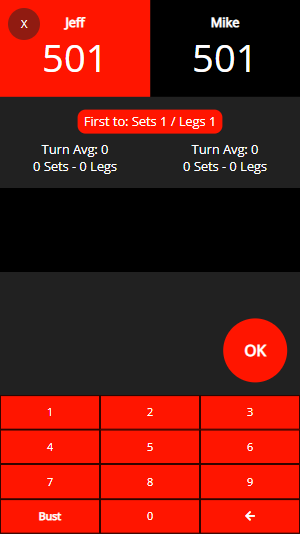 X
Jeff
Mike
501
501
First to: Sets 1 / Legs 1
Turn Avg: 0
Turn Avg: 0
0 Sets - 0 Legs
0 Sets - 0 Legs
OK
1 2 3
4 5 6
7 8 9
Bust 0 ←